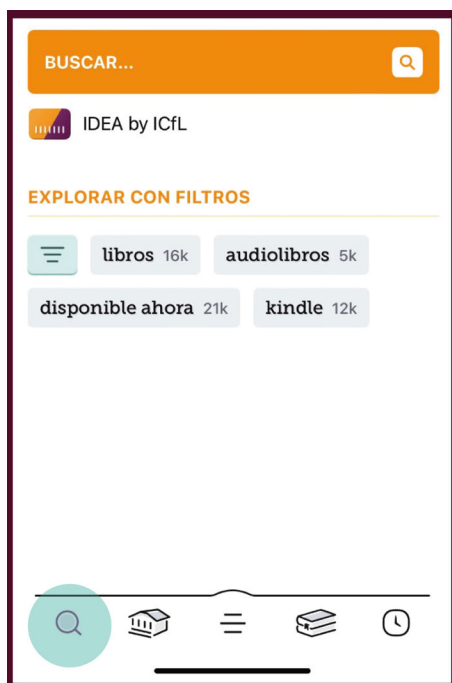 BUSCAR...
IDEA by ICfL
EXPLORAR CON FILTROS
libros 16k audiolibros 5k
disponible ahora 21k kindle 12k